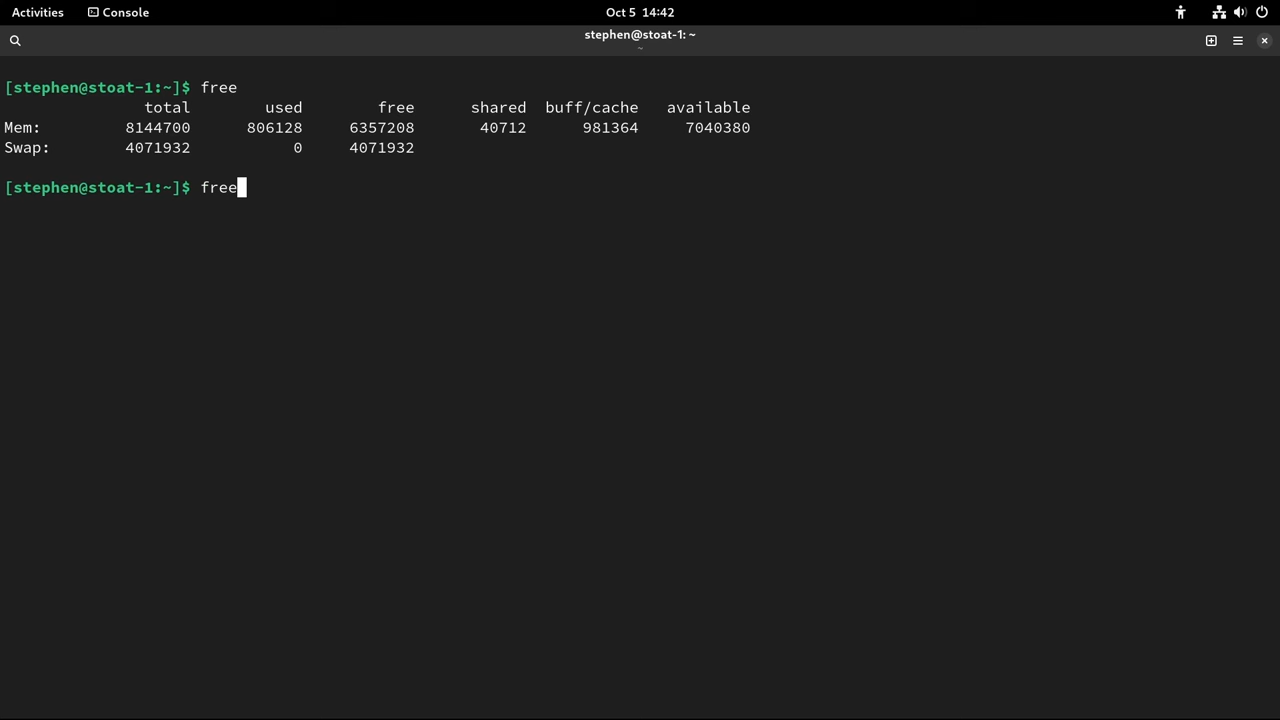 Activities Console Oct 5 14:42
stephen@stoat-1: ~
~
[stephen@stoat-1:~]$ free
total used free shared buff/cache available
Mem: 8144700 806128 6357208 40712 981364 7040380
Swap: 4071932 0 4071932
[stephen@stoat-1:~]$ free